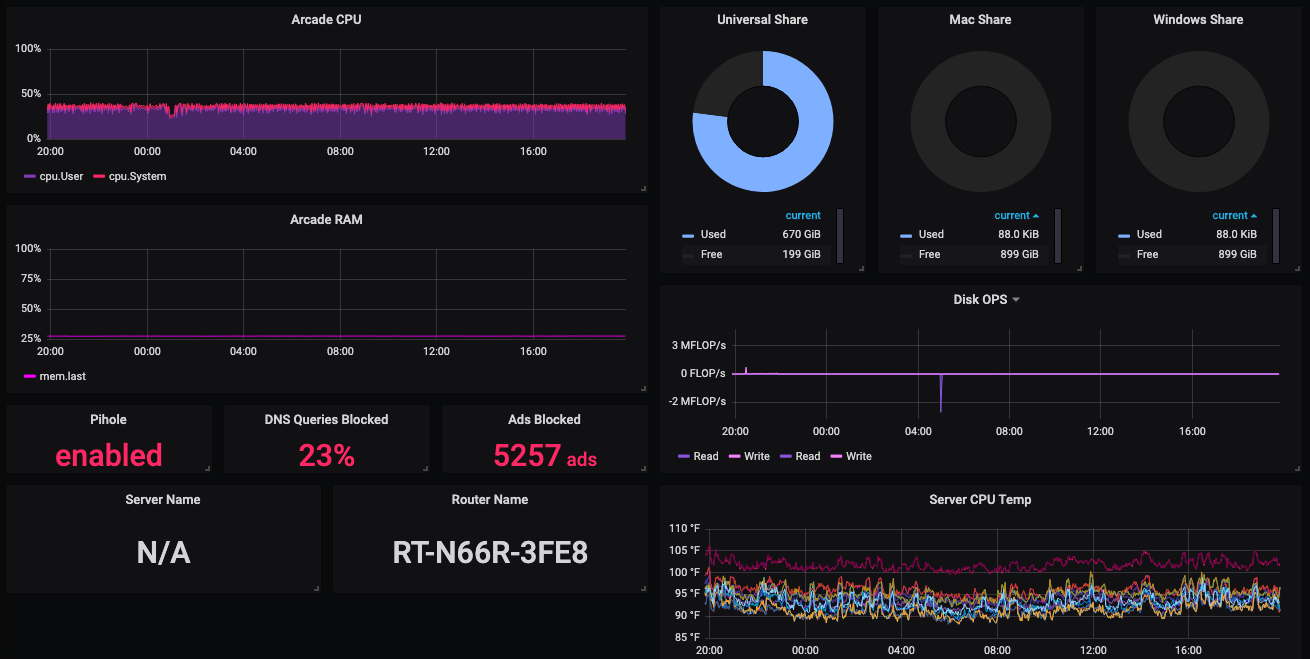 Arcade CPU
100%
50%
0%
20:00 00:00 04:00 08:00 12:00 16:00
cpu.User cpu.System
Arcade RAM
100%
75%
50%
25%
20:00 00:00 04:00 08:00 12:00 16:00
mem.last
Pihole
enabled
DNS Queries Blocked
23%
Ads Blocked
5257 ads
Server Name
N/A
Router Name
RT-N66R-3FE8
Universal Share
current
Used 670 GiB
Free 199 GiB
Mac Share
current
Used 88.0 KiB
Free 899 GiB
Windows Share
current
Used 88.0 KiB
Free 899 GiB
Disk OPS
3 MFLOP/s
0 FLOP/s
-2 MFLOP/s
20:00 00:00 04:00 08:00 12:00 16:00
Read Write Read Write
Server CPU Temp
110 °F
105 °F
100 °F
95 °F
90 °F
85 °F
20:00 00:00 04:00 08:00 12:00 16:00